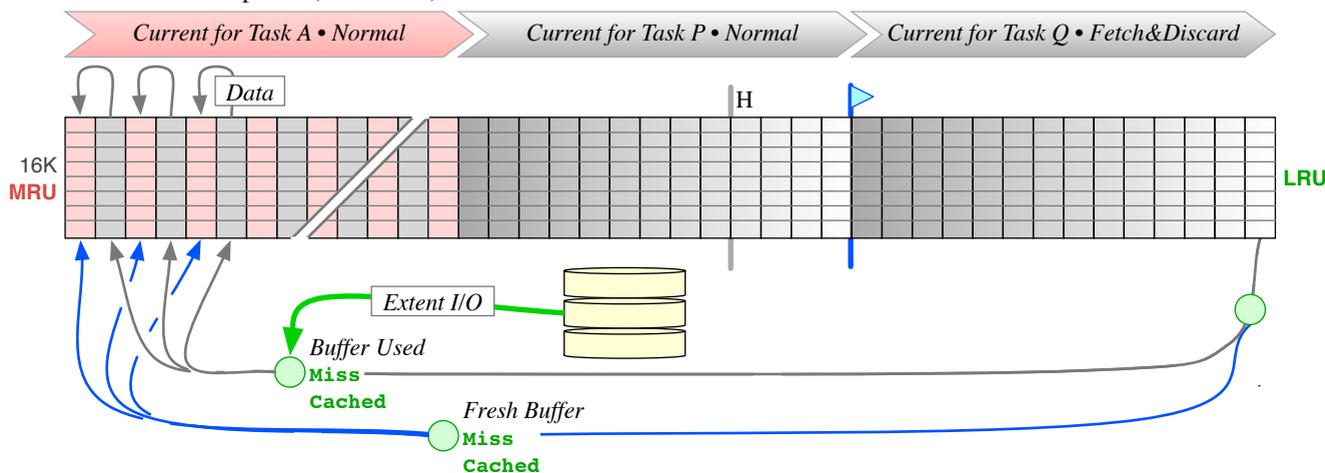 Current for Task A • Normal
Current for Task P • Normal
Current for Task Q • Fetch&Discard
Data
H
16K
MRU
LRU
Extent I/O
Buffer Used
Miss
Cached
Fresh Buffer
Miss
Cached